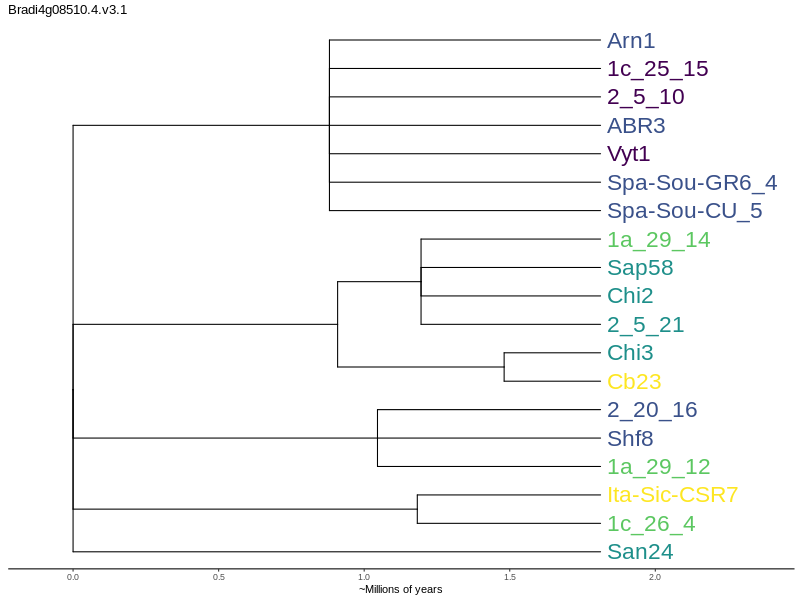 Bradi4g08510.4.v3.1
Arn1
1c_25_15
2_5_10
ABR3
Vyt1
Spa-Sou-GR6_4
Spa-Sou-CU_5
1a_29_14
Sap58
Chi2
2_5_21
Chi3
Cb23
2_20_16
Shf8
1a_29_12
Ita-Sic-CSR7
1c_26_4
San24
0.0 0.5 1.0 1.5 2.0
~Millions of years